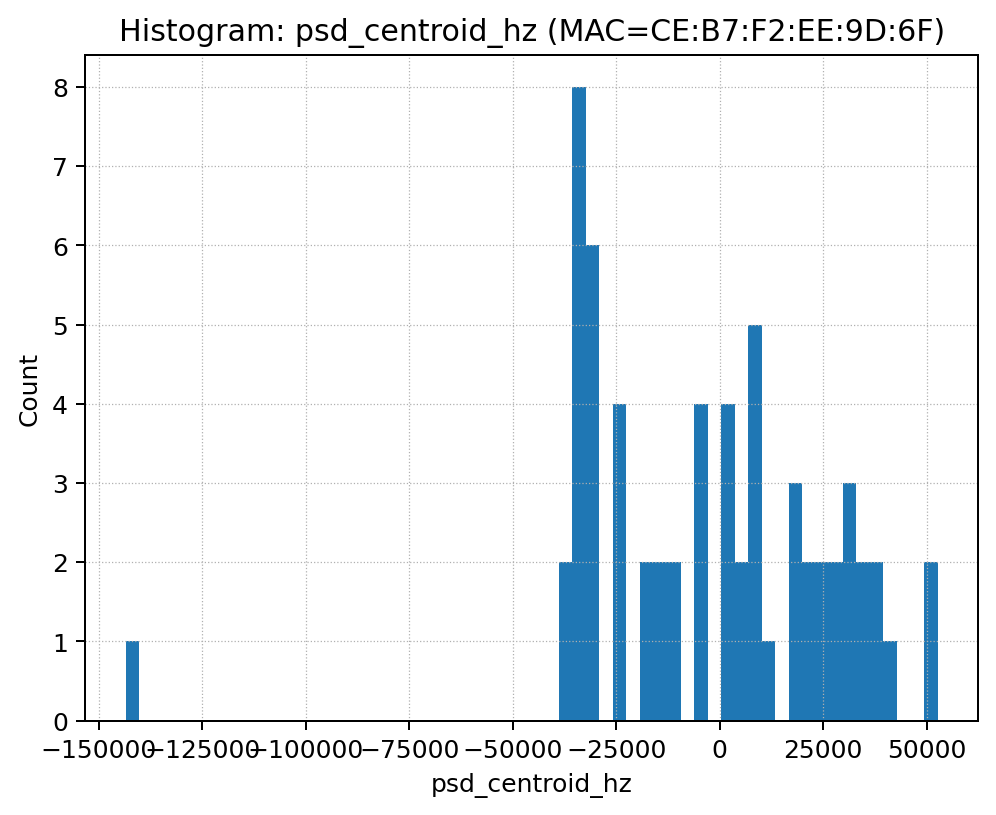 Histogram: psd_centroid_hz (MAC=CE:B7:F2:EE:9D:6F)
8
7
6
5
4
3
2
1
0
Count
−150000 −125000 −100000 −75000 −50000 −25000 0 25000 50000
psd_centroid_hz